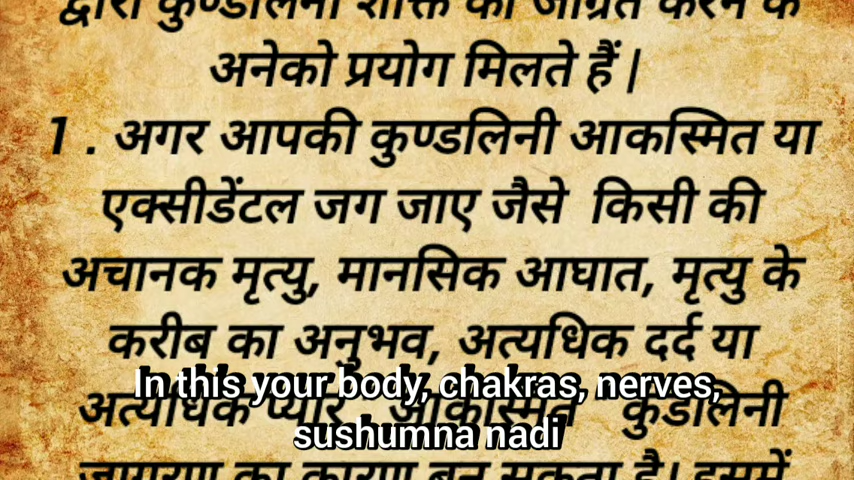 द्वारा कुण्डलिनी शक्ति को जाग्रत करने के
अनेको प्रयोग मिलते हैं |
1 . अगर आपकी कुण्डलिनी आकस्मित या
एक्सीडेंटल जग जाए जैसे किसी की
अचानक मृत्यु, मानसिक आघात, मृत्यु के
करीब का अनुभव, अत्यधिक दर्द या
In this your body, chakras, nerves,
अत्यधिक प्यार, आकस्मित कुंडलिनी
sushumna nadi
जागरण का कारण बन सकता है। इसमें